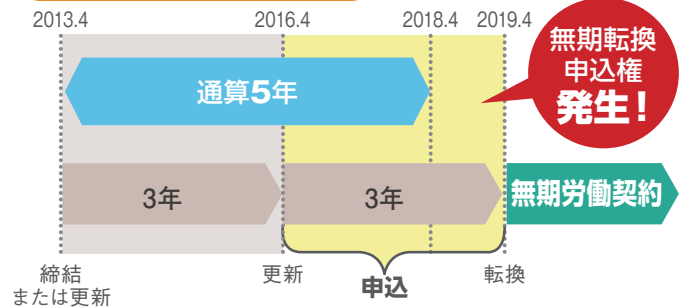 2013.4
2016.4
2018.4
2019.4
無期転換
申込権
発生!
通算5年
3年
3年
無期労働契約
締結
または更新
更新
申込
転換